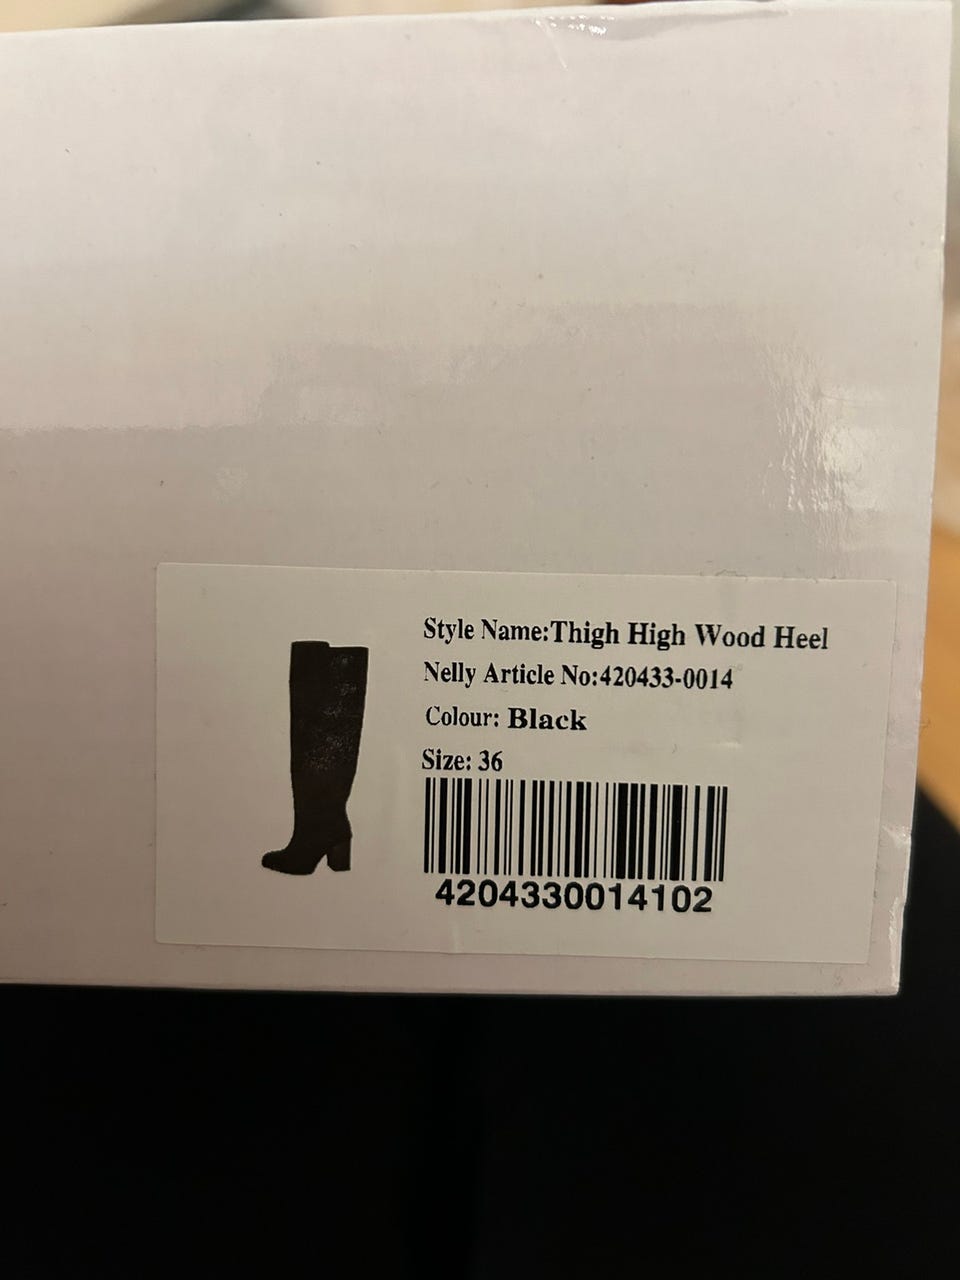 Style Name:Thigh High Wood Heel
Nelly Article No:420433-0014
Colour: Black
Size: 36
4204330014102